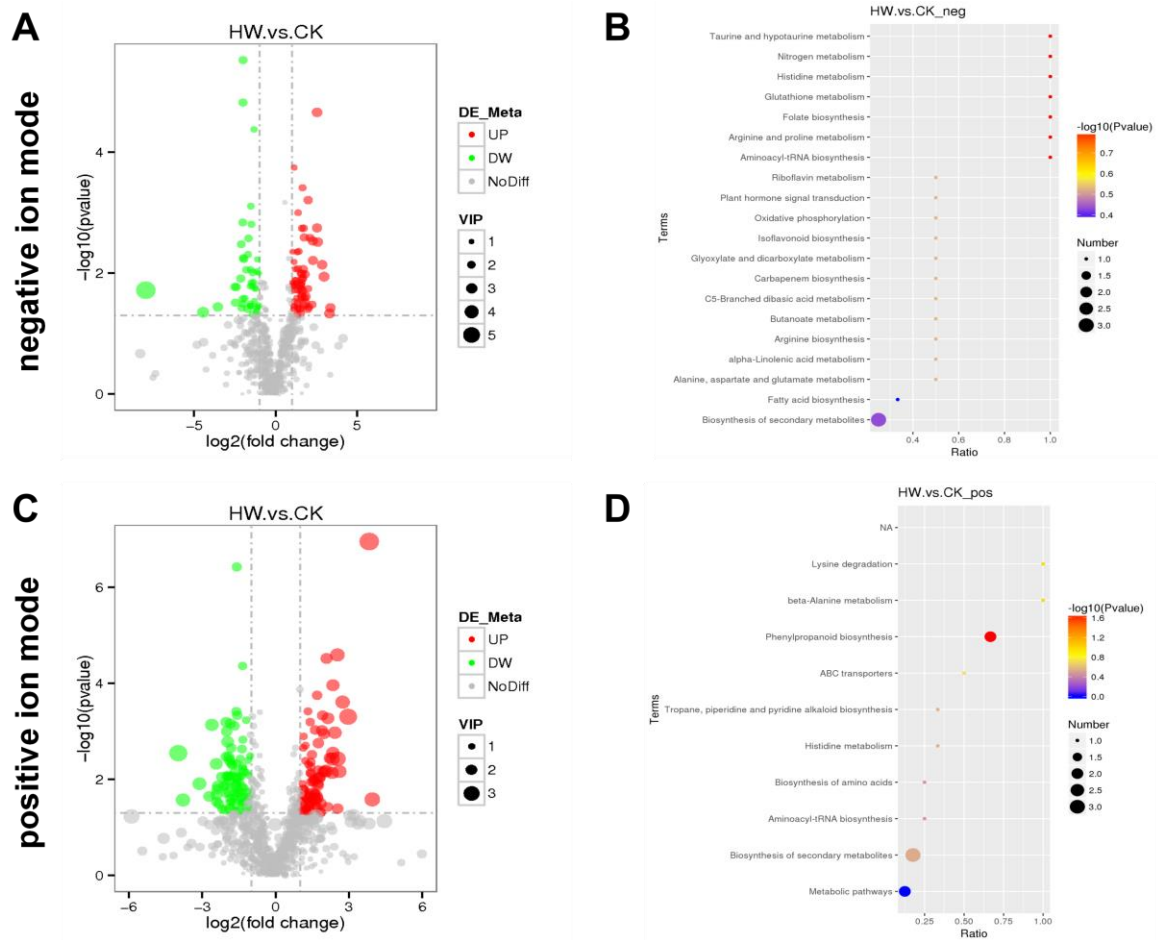 A
HW.vs.CK
negative ion mode
−log10(pvalue)
4
2
0
−5
0
5
log2(fold change)
DE_Meta
UP
DW
NoDiff
VIP
1
2
3
4
5
B
HW.vs.CK_neg
Terms
Taurine and hypotaurine metabolism
Nitrogen metabolism
Histidine metabolism
Glutathione metabolism
Folate biosynthesis
Arginine and proline metabolism
Aminoacyl-tRNA biosynthesis
Riboflavin metabolism
Plant hormone signal transduction
Oxidative phosphorylation
Isoflavonoid biosynthesis
Glyoxylate and dicarboxylate metabolism
Carbapenem biosynthesis
C5-Branched dibasic acid metabolism
Butanoate metabolism
Arginine biosynthesis
alpha-Linolenic acid metabolism
Alanine, aspartate and glutamate metabolism
Fatty acid biosynthesis
Biosynthesis of secondary metabolites
0.4 0.6 0.8 1.0
Ratio
-log10(Pvalue)
0.7
0.6
0.5
0.4
Number
1.0
1.5
2.0
2.5
3.0
C
HW.vs.CK
positive ion mode
−log10(pvalue)
6
4
2
0
−6 −3 0 3 6
log2(fold change)
DE_Meta
UP
DW
NoDiff
VIP
1
2
3
D
HW.vs.CK_pos
Terms
NA
Lysine degradation
beta-Alanine metabolism
Phenylpropanoid biosynthesis
ABC transporters
Tropane, piperidine and pyridine alkaloid biosynthesis
Histidine metabolism
Biosynthesis of amino acids
Aminoacyl-tRNA biosynthesis
Biosynthesis of secondary metabolites
Metabolic pathways
0.25 0.50 0.75 1.00
Ratio
-log10(Pvalue)
1.6
1.2
0.8
0.4
0.0
Number
1.0
1.5
2.0
2.5
3.0